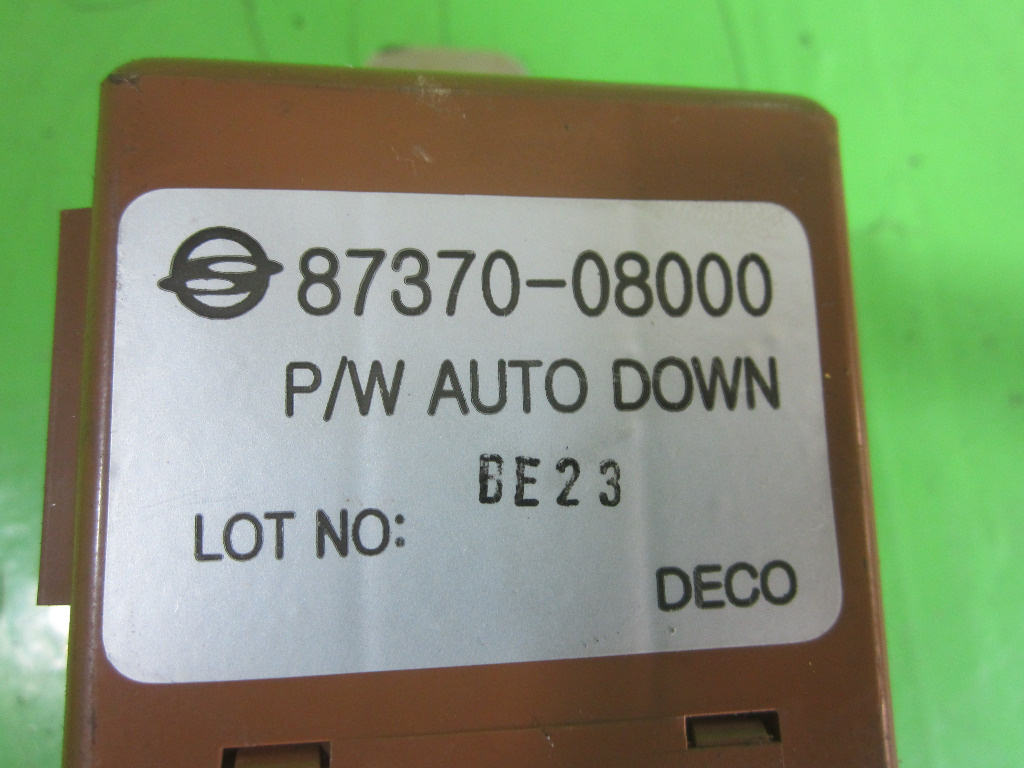 87370-08000
P/W AUTO DOWN
BE23
LOT NO:
DECO